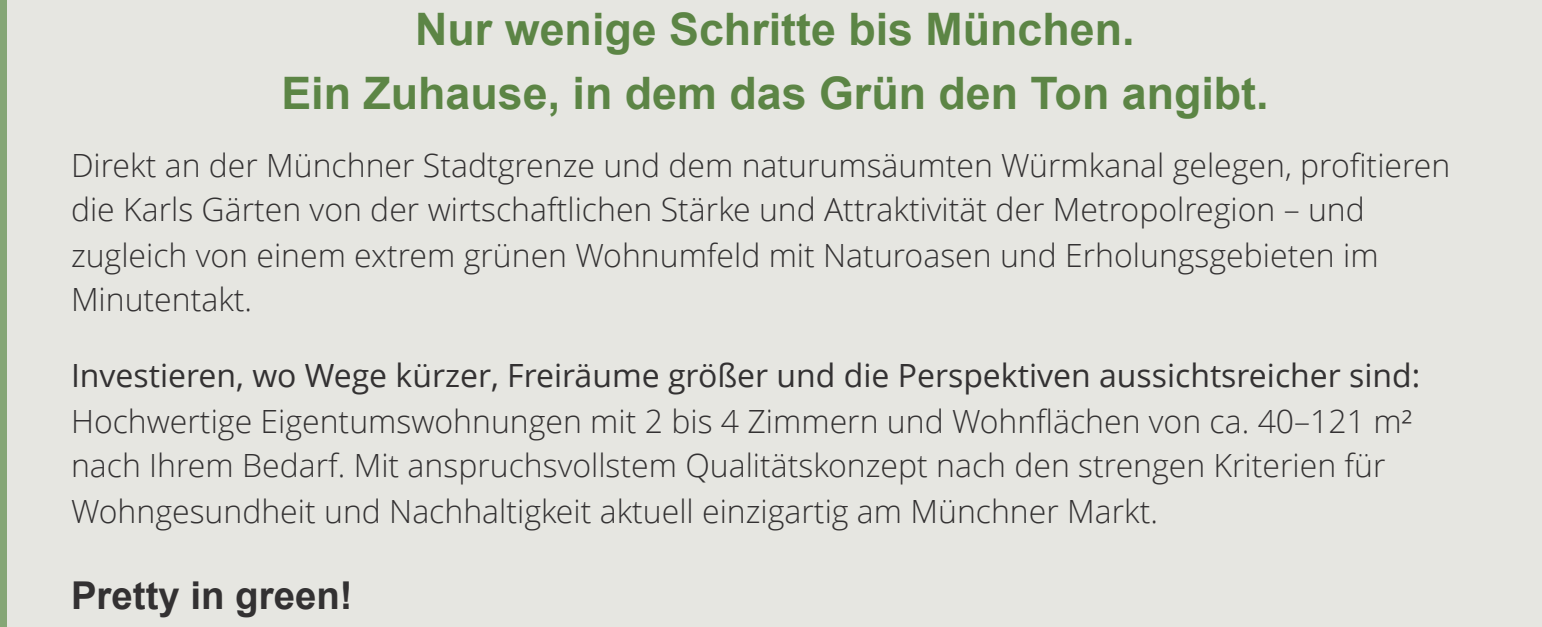 Nur wenige Schritte bis München.
Ein Zuhause, in dem das Grün den Ton angibt.
Direkt an der Münchner Stadtgrenze und dem naturumsäumten Würmkanal gelegen, profitieren
die Karls Gärten von der wirtschaftlichen Stärke und Attraktivität der Metropolregion – und
zugleich von einem extrem grünen Wohnumfeld mit Naturoasen und Erholungsgebieten im
Minutentakt.
Investieren, wo Wege kürzer, Freiräume größer und die Perspektiven aussichtsreicher sind:
Hochwertige Eigentumswohnungen mit 2 bis 4 Zimmern und Wohnflächen von ca. 40–121 m²
nach Ihrem Bedarf. Mit anspruchsvollstem Qualitätskonzept nach den strengen Kriterien für
Wohngesundheit und Nachhaltigkeit aktuell einzigartig am Münchner Markt.
Pretty in green!